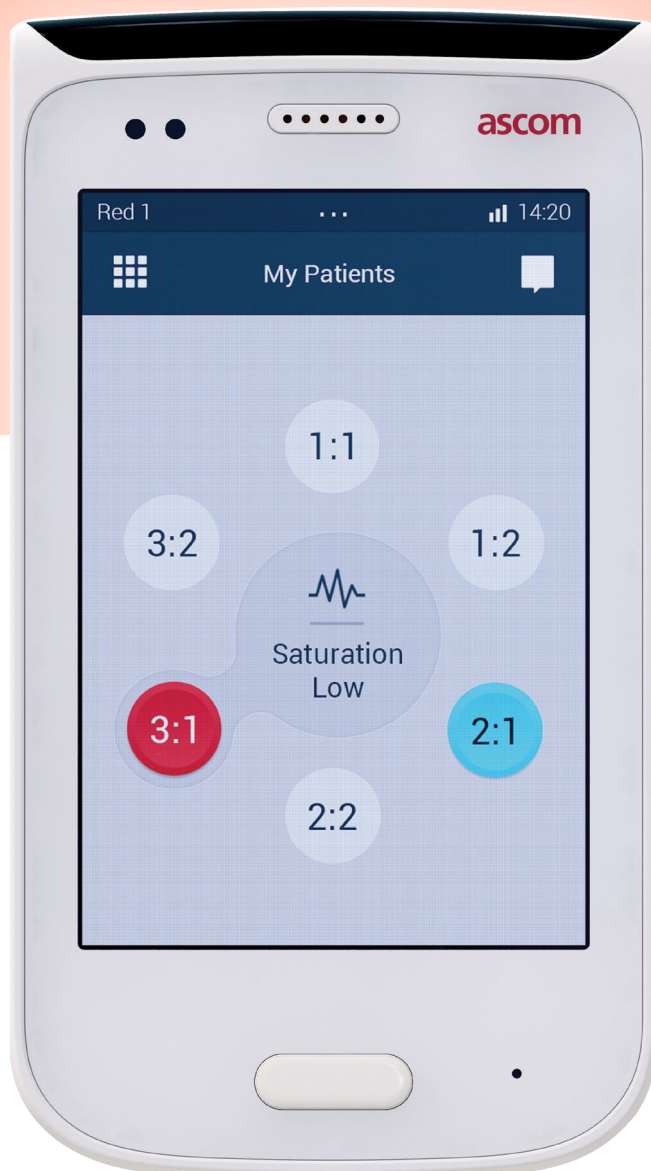 ascom
Red 1 ... 14:20
My Patients
1:1
3:2
1:2
Saturation
Low
3:1
2:1
2:2